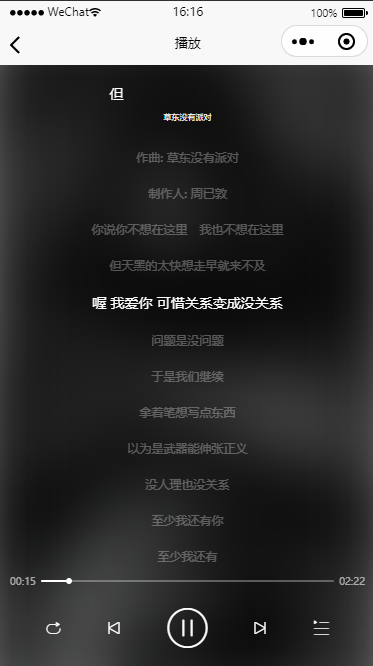 WeChat
16:16
100%
播放
但
草东没有派对
作曲: 草东没有派对
制作人: 周已敦
你说你不想在这里 我也不想在这里
但天黑的太快想走早就来不及
喔 我爱你 可惜关系变成没关系
问题是没问题
于是我们继续
拿着笔想写点东西
以为是武器能伸张正义
没人理也没关系
至少我还有你
至少我还有
00:15
02:22